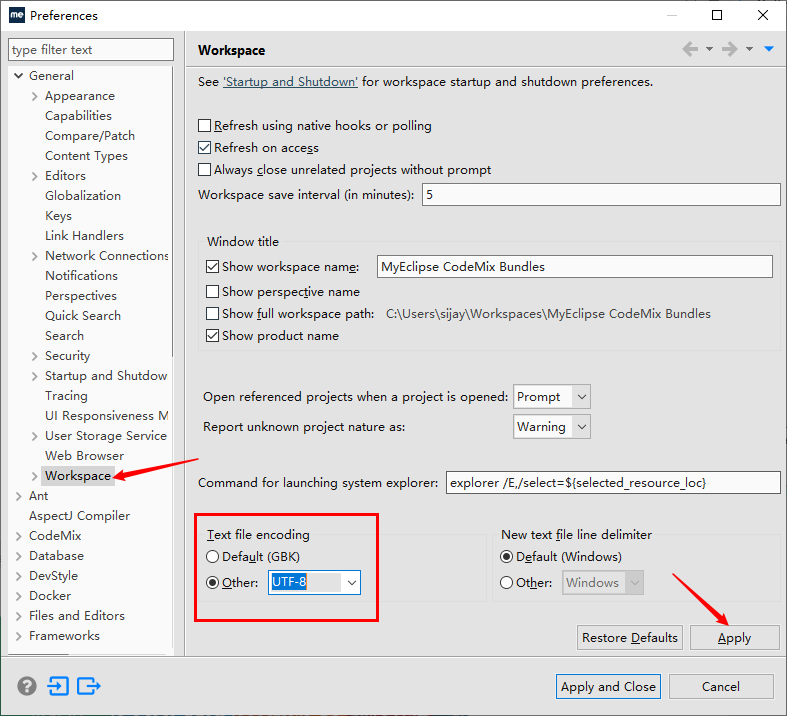 me Preferences
type filter text
General
Appearance
Capabilities
Compare/Patch
Content Types
Editors
Globalization
Keys
Link Handlers
Network Connections
Notifications
Perspectives
Quick Search
Search
Security
Startup and Shutdow
Tracing
UI Responsiveness M
User Storage Service
Web Browser
Workspace
Ant
AspectJ Compiler
CodeMix
Database
DevStyle
Docker
Files and Editors
Frameworks
Workspace
See 'Startup and Shutdown' for workspace startup and shutdown preferences.
Refresh using native hooks or polling
Refresh on access
Always close unrelated projects without prompt
Workspace save interval (in minutes): 5
Window title
Show workspace name: MyEclipse CodeMix Bundles
Show perspective name
Show full workspace path: C:\Users\sijay\Workspaces\MyEclipse CodeMix Bundles
Show product name
Open referenced projects when a project is opened: Prompt
Report unknown project nature as: Warning
Command for launching system explorer: explorer /E,/select=${selected_resource_loc}
Text file encoding
Default (GBK)
Other: UTF-8
New text file line delimiter
Default (Windows)
Other: Windows
Restore Defaults Apply
? Apply and Close Cancel